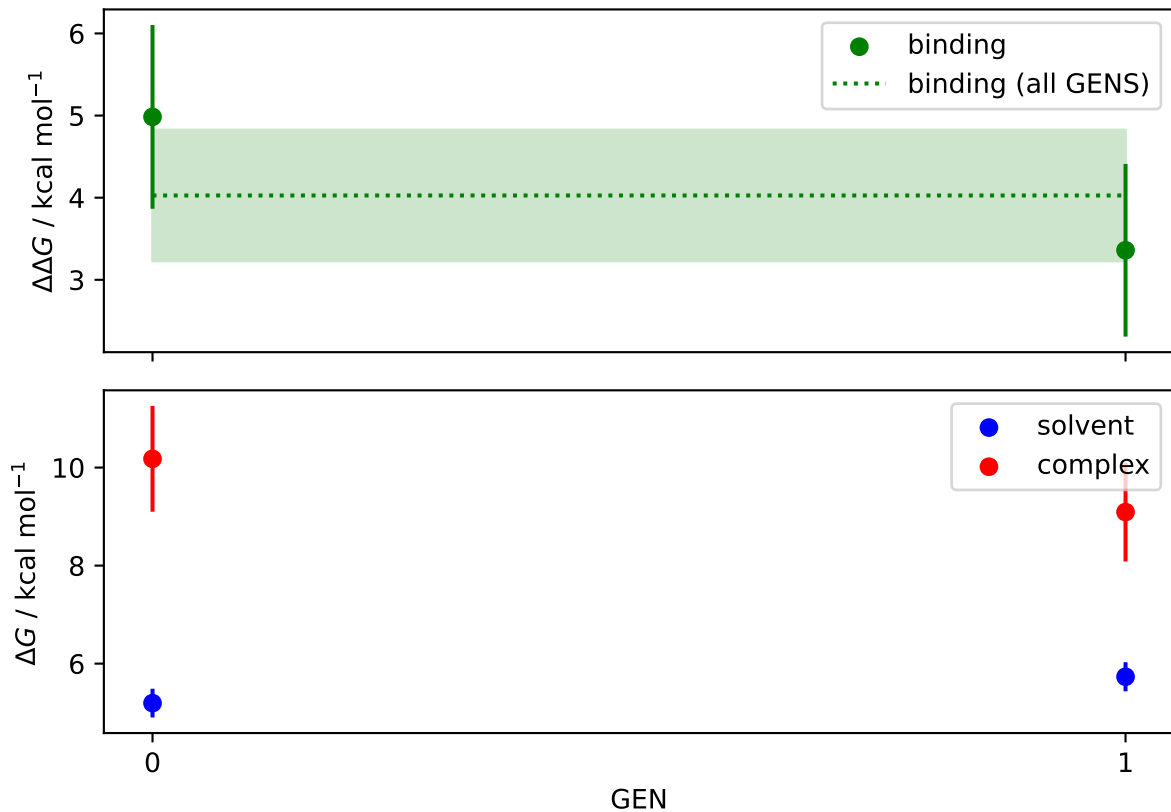 6
5
4
3
ΔΔG / kcal mol⁻¹
binding
binding (all GENS)
10
8
6
ΔG / kcal mol⁻¹
solvent
complex
0
1
GEN